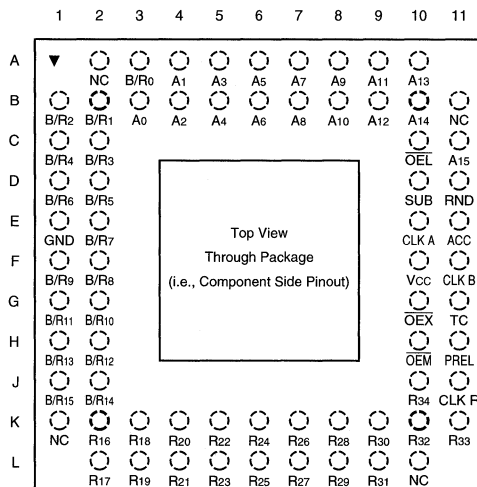 1 2 3 4 5 6 7 8 9 10 11
A
NC B/R0 A1 A3 A5 A7 A9 A11 A13
B
B/R2 B/R1 A0 A2 A4 A6 A8 A10 A12 A14 NC
C
B/R4 B/R3 OEL A15
D
B/R6 B/R5 SUB RND
E
GND B/R7 CLK A ACC
F
B/R9 B/R8 VCC CLK B
G
B/R11 B/R10 OEX TC
H
B/R13 B/R12 OEM PREL
J
B/R15 B/R14 R34 CLK R
K
NC R16 R18 R20 R22 R24 R26 R28 R30 R32 R33
L
R17 R19 R21 R23 R25 R27 R29 R31 NC
Top View
Through Package
(i.e., Component Side Pinout)